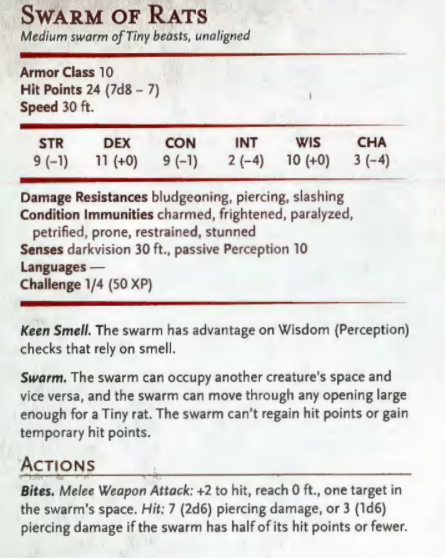 SWARM OF RATS
Medium swarm of Tiny beasts, unaligned
Armor Class 10
Hit Points 24 (7d8 – 7)
Speed 30 ft.
STR DEX CON INT WIS CHA
9 (–1) 11 (+0) 9 (–1) 2 (–4) 10 (+0) 3 (–4)
Damage Resistances bludgeoning, piercing, slashing
Condition Immunities charmed, frightened, paralyzed,
petrified, prone, restrained, stunned
Senses darkvision 30 ft., passive Perception 10
Languages —
Challenge 1/4 (50 XP)
Keen Smell. The swarm has advantage on Wisdom (Perception)
checks that rely on smell.
Swarm. The swarm can occupy another creature's space and
vice versa, and the swarm can move through any opening large
enough for a Tiny rat. The swarm can't regain hit points or gain
temporary hit points.
ACTIONS
Bites. Melee Weapon Attack: +2 to hit, reach 0 ft., one target in
the swarm's space. Hit: 7 (2d6) piercing damage, or 3 (1d6)
piercing damage if the swarm has half of its hit points or fewer.